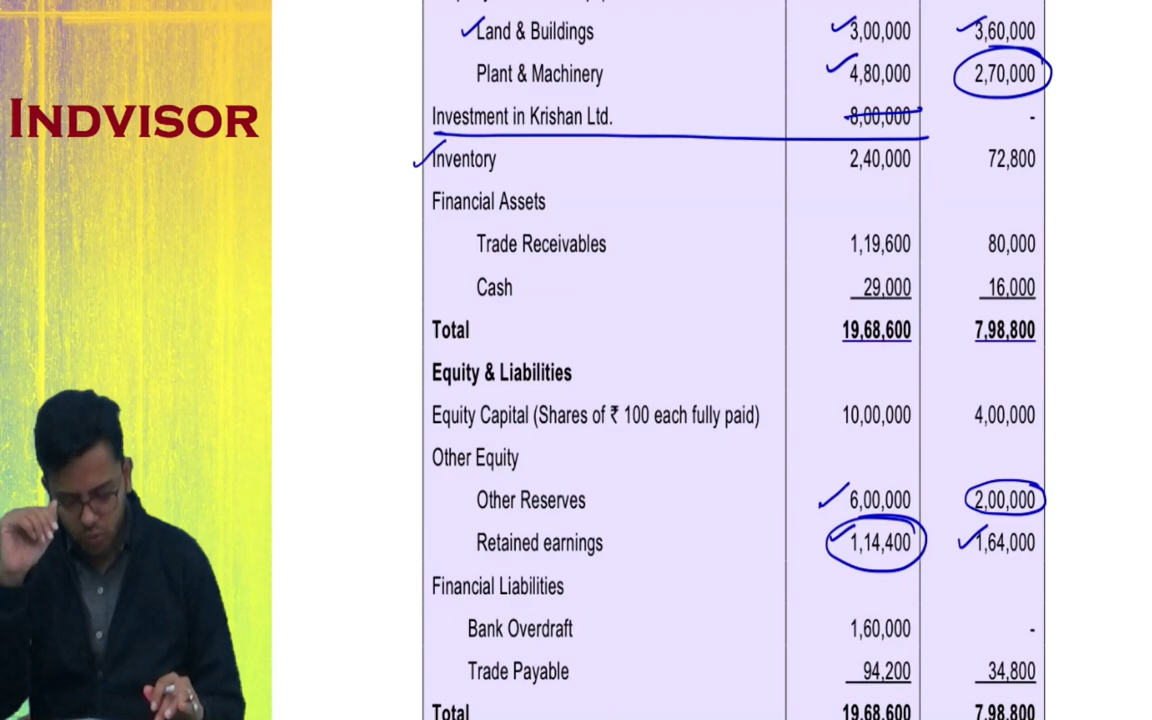 INDVISOR
Land & Buildings 3,00,000 3,60,000
Plant & Machinery 4,80,000 2,70,000
Investment in Krishan Ltd. 8,00,000 -
Inventory 2,40,000 72,800
Financial Assets
Trade Receivables 1,19,600 80,000
Cash 29,000 16,000
Total 19,68,600 7,98,800
Equity & Liabilities
Equity Capital (Shares of ₹ 100 each fully paid) 10,00,000 4,00,000
Other Equity
Other Reserves 6,00,000 2,00,000
Retained earnings 1,14,400 1,64,000
Financial Liabilities
Bank Overdraft 1,60,000 -
Trade Payable 94,200 34,800
Total 19,68,600 7,98,800